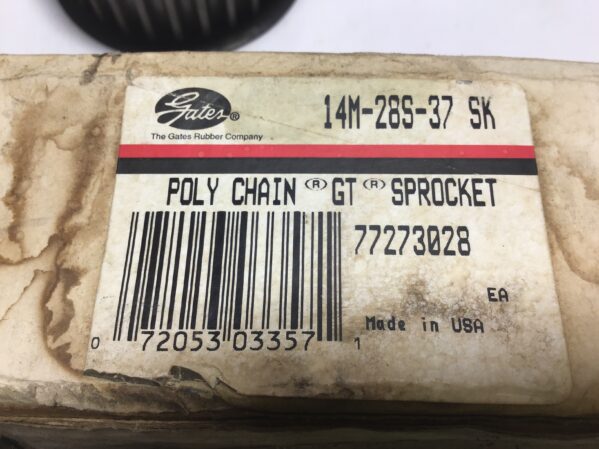 Gates®
The Gates Rubber Company
14M-28S-37 SK
POLY CHAIN ® GT ® SPROCKET
77273028
EA
Made in USA
0 72053 03357 1